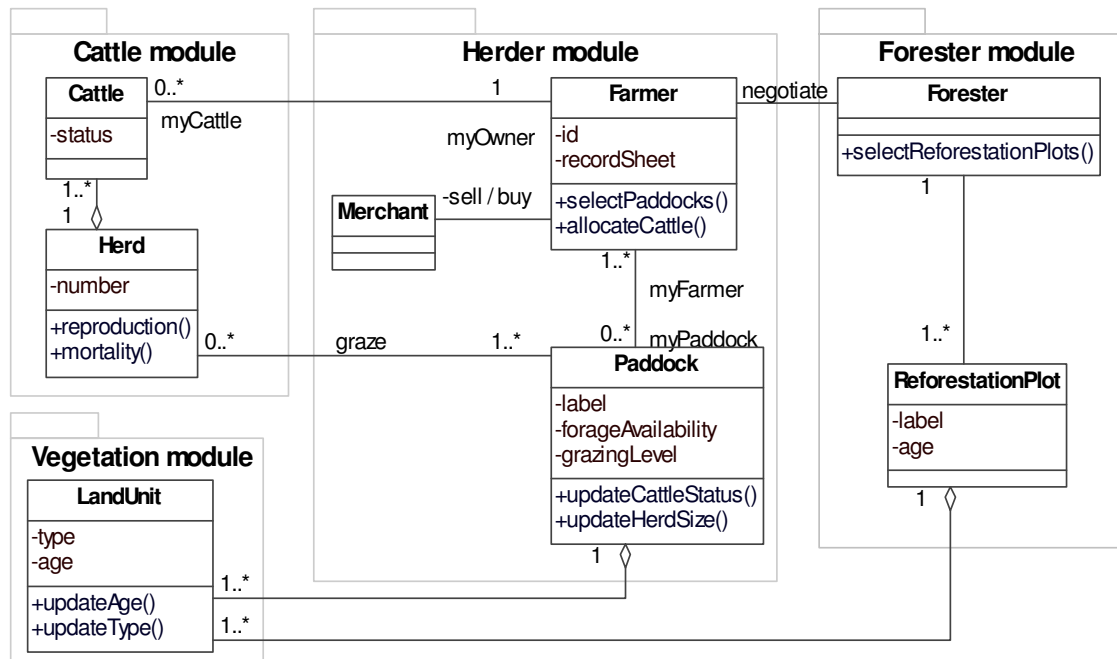 Cattle module
Cattle
-status
0..*
myCattle
1..*
1
Herd
-number
+reproduction()
+mortality()
0..*
graze
1..*
Herder module
1
myOwner
Farmer
-id
-recordSheet
+selectPaddocks()
+allocateCattle()
-sell / buy
Merchant
1..*
myFarmer
0..*
myPaddock
Paddock
-label
-forageAvailability
-grazingLevel
+updateCattleStatus()
+updateHerdSize()
1
negotiate
Forester module
Forester
+selectReforestationPlots()
1
1..*
ReforestationPlot
-label
-age
1
Vegetation module
LandUnit
-type
-age
+updateAge()
+updateType()
1..*
1..*